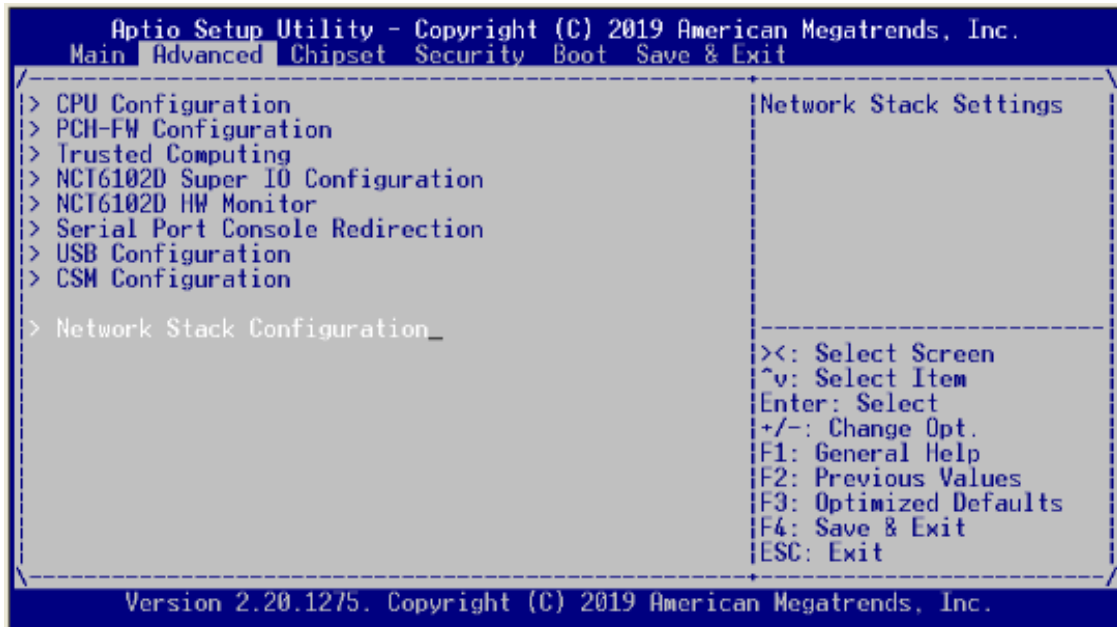 Aptio Setup Utility - Copyright (C) 2019 American Megatrends, Inc.
Main Advanced Chipset Security Boot Save & Exit
> CPU Configuration
> PCH-FW Configuration
> Trusted Computing
> NCT6102D Super IO Configuration
> NCT6102D HW Monitor
> Serial Port Console Redirection
> USB Configuration
> CSM Configuration
> Network Stack Configuration_
Network Stack Settings
><: Select Screen
^v: Select Item
Enter: Select
+/-: Change Opt.
F1: General Help
F2: Previous Values
F3: Optimized Defaults
F4: Save & Exit
ESC: Exit
Version 2.20.1275. Copyright (C) 2019 American Megatrends, Inc.